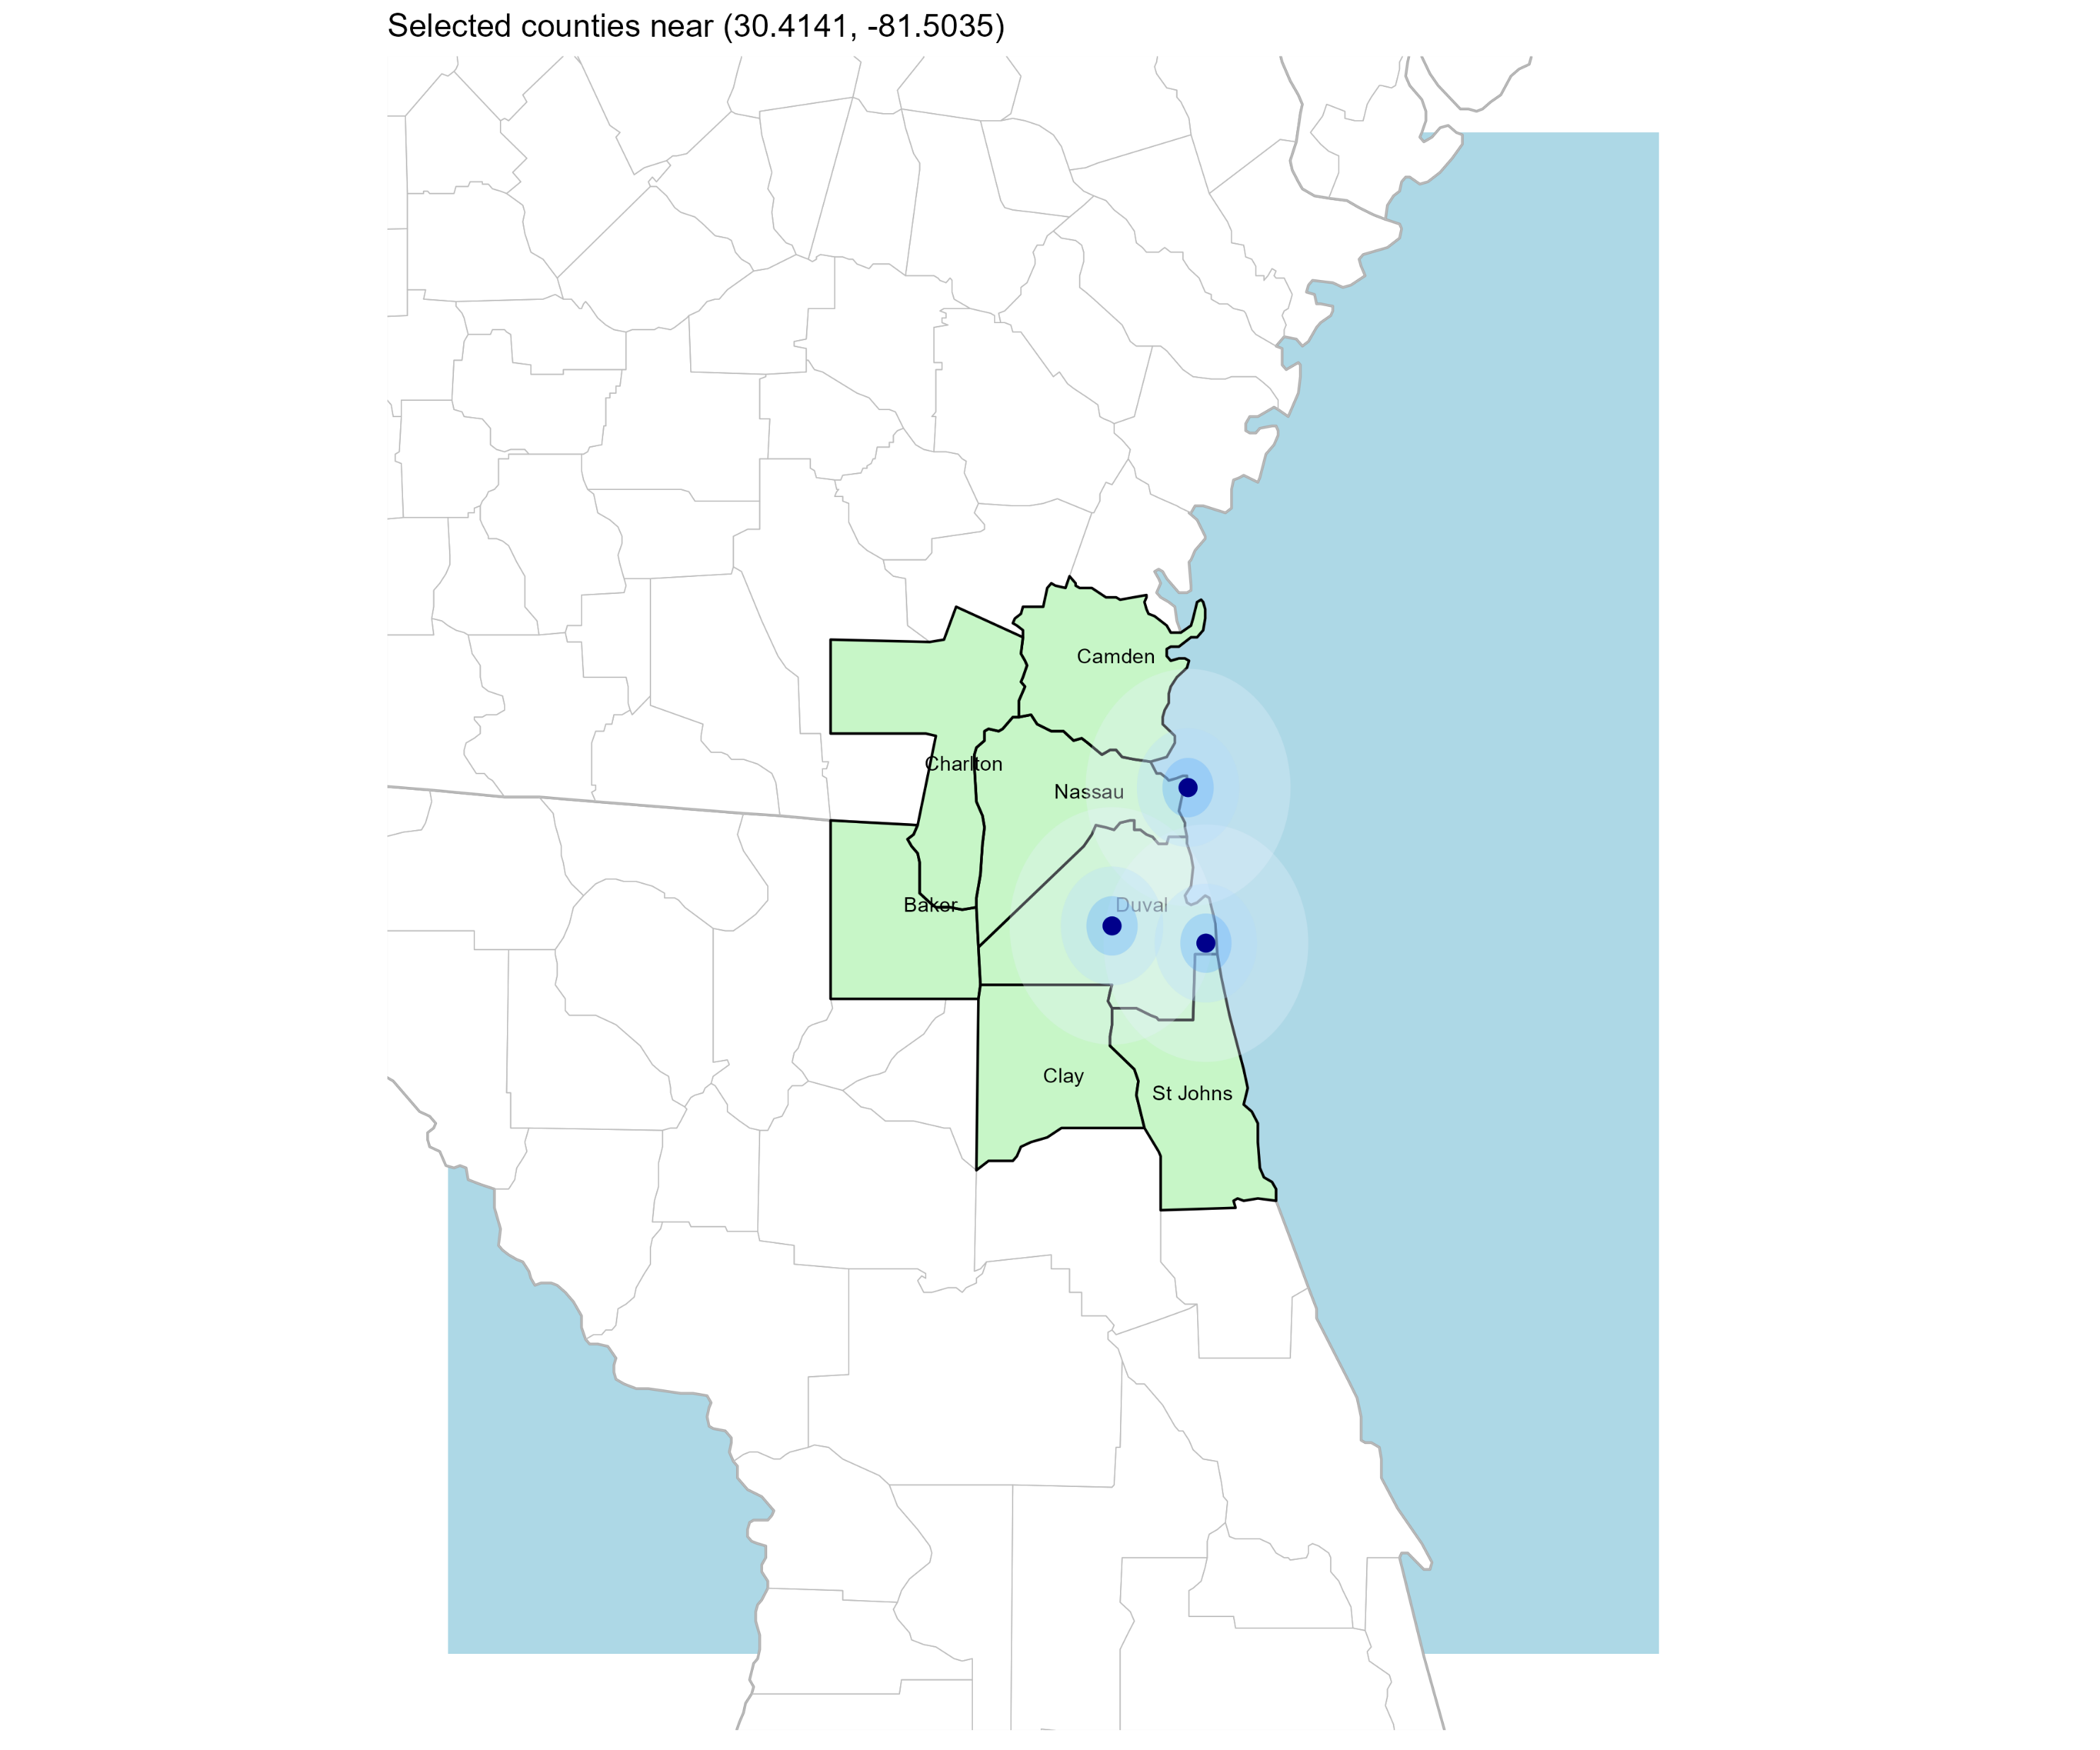 Selected counties near (30.4141, -81.5035)
Camden
Charlton
Nassau
Baker
Duval
Clay
St Johns